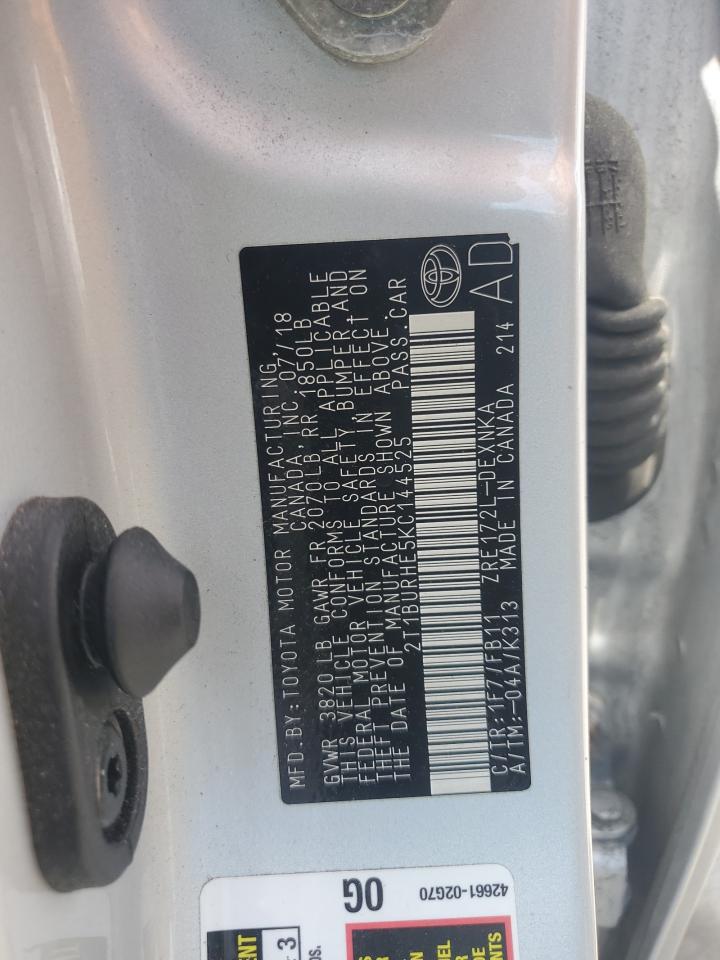 MFD.BY:TOYOTA MOTOR MANUFACTURING,
CANADA, INC. 07/18
GVWR 3820 LB GAWR FR 2070LB,RR 1850LB
THIS VEHICLE CONFORMS TO ALL APPLICABLE
FEDERAL MOTOR VEHICLE SAFETY,BUMPER,AND
THEFT PREVENTION STANDARDS IN EFFECT ON
THE DATE OF MANUFACTURE SHOWN ABOVE.
2T1BURHE5KC144525 PASS.CAR
C/TR:1F7/FB11 ZRE172L-DEXNKA
A/TM:-04A/K313 MADE IN CANADA 214
AD
0G
42661-02G70
3